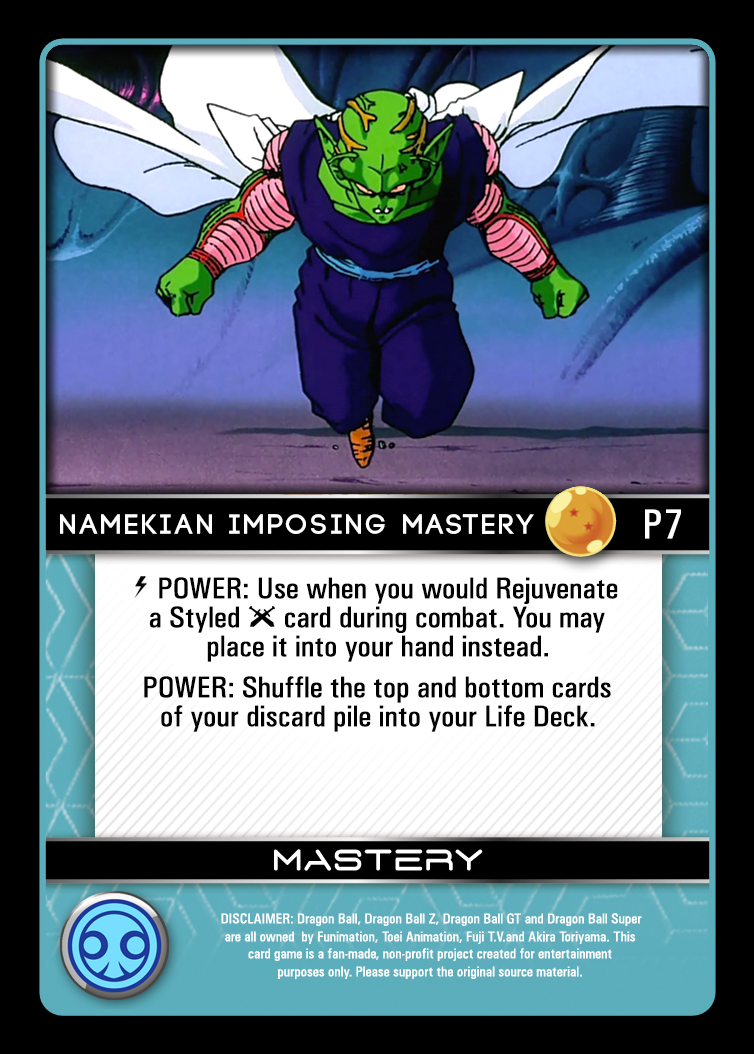 NAMEKIAN IMPOSING MASTERY P7
POWER: Use when you would Rejuvenate
a Styled card during combat. You may
place it into your hand instead.
POWER: Shuffle the top and bottom cards
of your discard pile into your Life Deck.
MASTERY
DISCLAIMER: Dragon Ball, Dragon Ball Z, Dragon Ball GT and Dragon Ball Super
are all owned by Funimation, Toei Animation, Fuji T.V.and Akira Toriyama. This
card game is a fan-made, non-profit project created for entertainment
purposes only. Please support the original source material.